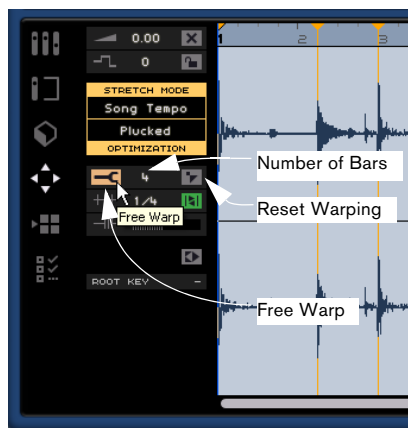 0.00
1 2 3
0
STRETCH MODE
Song Tempo
Plucked
OPTIMIZATION
Number of Bars
4
Reset Warping
1/4
Free Warp
ROOT KEY -
Free Warp